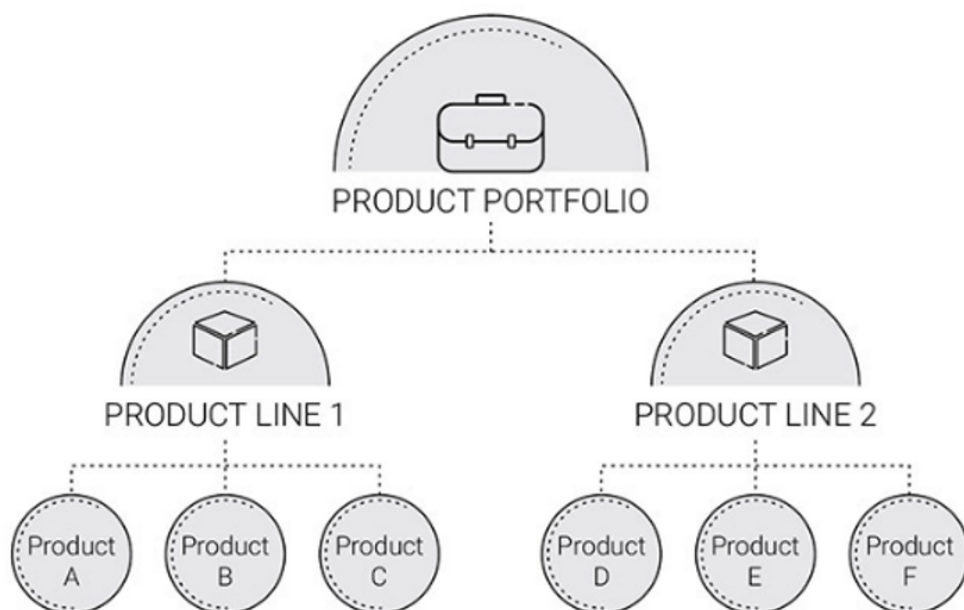 PRODUCT PORTFOLIO
PRODUCT LINE 1
PRODUCT LINE 2
Product
A
Product
B
Product
C
Product
D
Product
E
Product
F